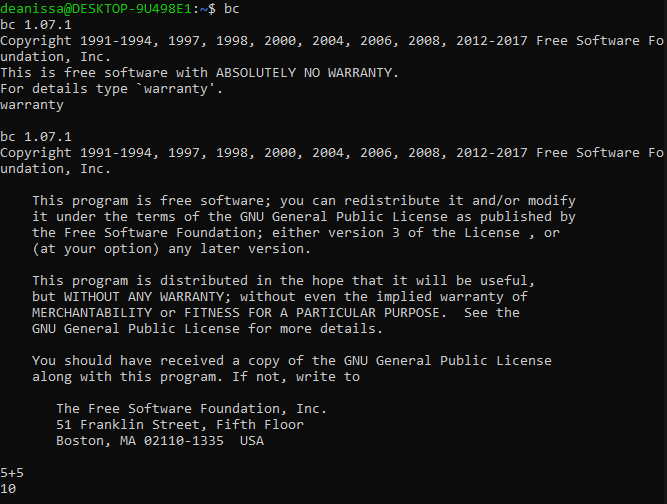 deanissa@DESKTOP-9U498E1:~$ bc
bc 1.07.1
Copyright 1991-1994, 1997, 1998, 2000, 2004, 2006, 2008, 2012-2017 Free Software Fo
undation, Inc.
This is free software with ABSOLUTELY NO WARRANTY.
For details type `warranty'.
warranty

bc 1.07.1
Copyright 1991-1994, 1997, 1998, 2000, 2004, 2006, 2008, 2012-2017 Free Software Fo
undation, Inc.

    This program is free software; you can redistribute it and/or modify
    it under the terms of the GNU General Public License as published by
    the Free Software Foundation; either version 3 of the License , or
    (at your option) any later version.

    This program is distributed in the hope that it will be useful,
    but WITHOUT ANY WARRANTY; without even the implied warranty of
    MERCHANTABILITY or FITNESS FOR A PARTICULAR PURPOSE.  See the
    GNU General Public License for more details.

    You should have received a copy of the GNU General Public License
    along with this program. If not, write to

       The Free Software Foundation, Inc.
       51 Franklin Street, Fifth Floor
       Boston, MA 02110-1335  USA

5+5
10